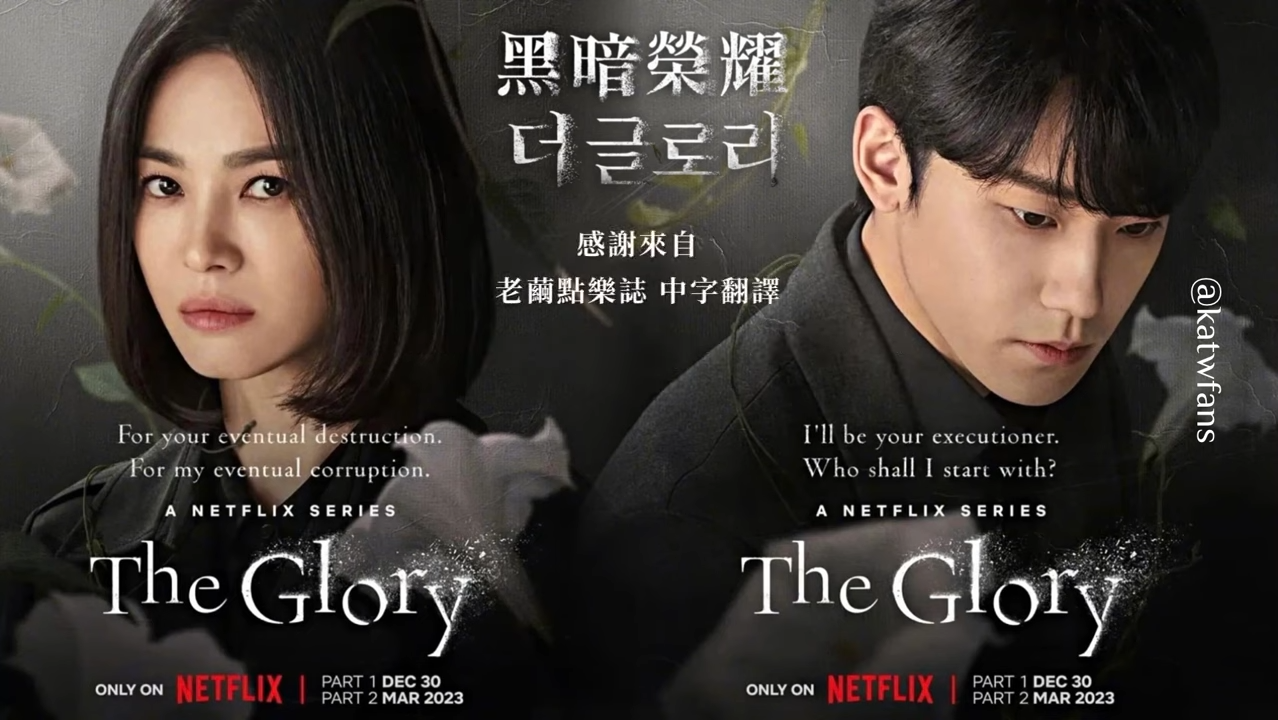 黑暗榮耀
더 글로리
感謝來自
老繭點樂誌 中字翻譯
@katwfans
For your eventual destruction.
For my eventual corruption.
A NETFLIX SERIES
The Glory
ONLY ON NETFLIX | PART 1 DEC 30
PART 2 MAR 2023
I'll be your executioner.
Who shall I start with?
A NETFLIX SERIES
The Glory
ONLY ON NETFLIX | PART 1 DEC 30
PART 2 MAR 2023